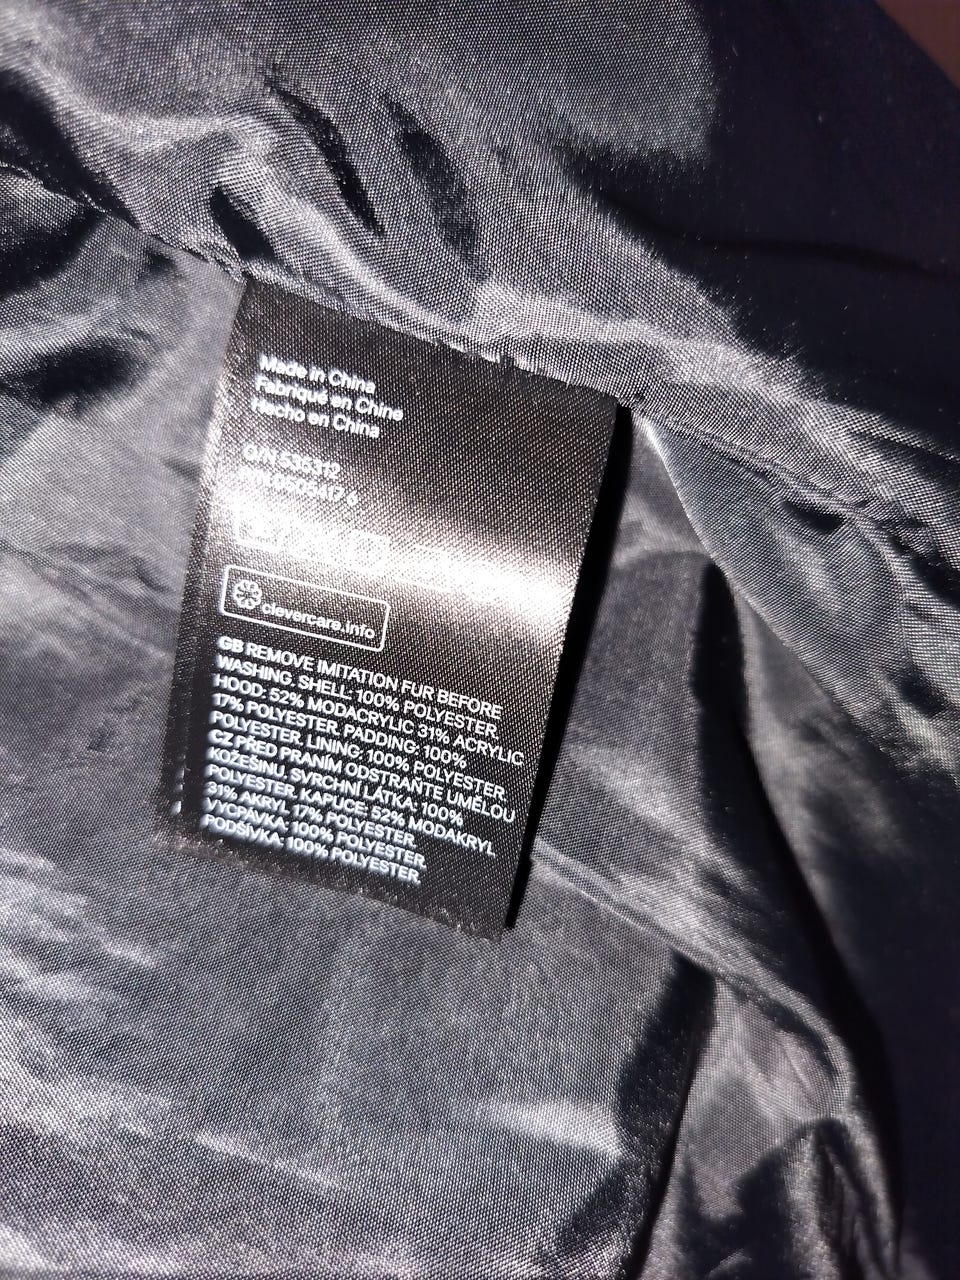 Made in China
Fabriqué en Chine
Hecho en China
O/N 536312
clevercare.info
GB REMOVE IMITATION FUR BEFORE
WASHING. SHELL: 100% POLYESTER.
HOOD: 52% MODACRYLIC 31% ACRYLIC
17% POLYESTER. PADDING: 100%
POLYESTER. LINING: 100% POLYESTER.
CZ PŘED PRANÍM ODSTRAŇTE UMĚLOU
KOŽEŠINU. SVRCHNÍ LÁTKA: 100%
POLYESTER. KAPUCE: 52% MODAKRYL
31% AKRYL 17% POLYESTER.
VYCPÁVKA: 100% POLYESTER.
PODŠÍVKA: 100% POLYESTER.